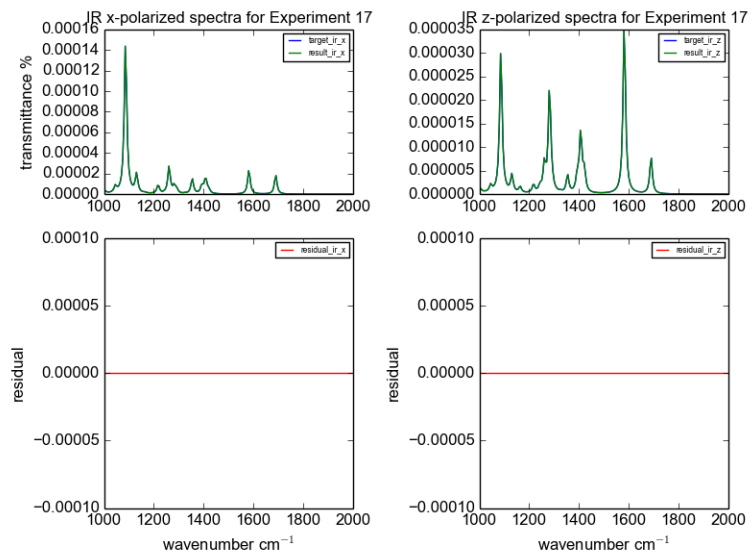 IR x-polarized spectra for Experiment 17
0.00016
0.00014
0.00012
0.00010
0.00008
0.00006
0.00004
0.00002
0.00000
transmittance %
target_ir_x
result_ir_x
1000 1200 1400 1600 1800 2000
IR z-polarized spectra for Experiment 17
0.000035
0.000030
0.000025
0.000020
0.000015
0.000010
0.000005
0.000000
target_ir_z
result_ir_z
1000 1200 1400 1600 1800 2000
0.00010
0.00005
0.00000
−0.00005
−0.00010
residual
residual_ir_x
1000 1200 1400 1600 1800 2000
wavenumber cm⁻¹
0.00010
0.00005
0.00000
−0.00005
−0.00010
residual
residual_ir_z
1000 1200 1400 1600 1800 2000
wavenumber cm⁻¹